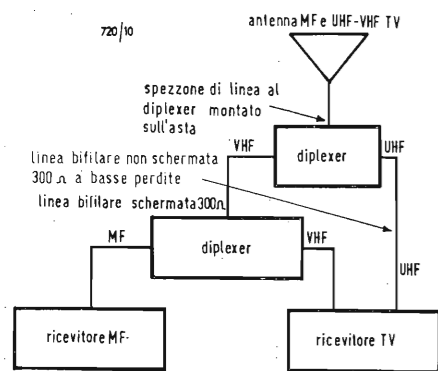 720/10
antenna MF e UHF-VHF TV
spezzone di linea al
diplexer montato
sull'asta
VHF
diplexer
UHF
linea bifilare non schermata
300 Ω a basse perdite
linea bifilare schermata 300 Ω
MF
diplexer
VHF
UHF
ricevitore MF-
ricevitore TV